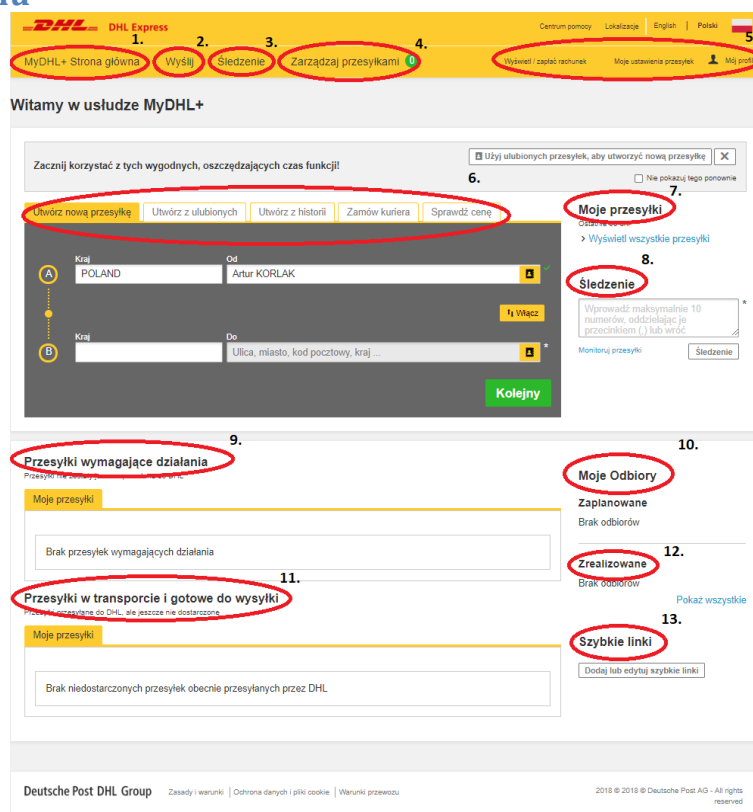 DHL DHL Express
Centrum pomocy Lokalizacje English Polski
1. 2. 3. 4. 5
MyDHL+ Strona główna Wyślij Śledzenie Zarządzaj przesyłkami 0 Wyświetl / zapłać rachunek Moje ustawienia przesyłek Mój profil
Witamy w usłudze MyDHL+
Zacznij korzystać z tych wygodnych, oszczędzających czas funkcji!
Użyj ulubionych przesyłek, aby utworzyć nową przesyłkę
Nie pokazuj tego ponownie
6.
Utwórz nową przesyłkę Utwórz z ulubionych Utwórz z historii Zamów kuriera Sprawdź cenę
Kraj Od
A POLAND Artur KORLAK
Włącz
Kraj Do
B Ulica, miasto, kod pocztowy, kraj ... *
Kolejny
7.
Moje przesyłki
Wyświetl wszystkie przesyłki
8.
Śledzenie
Wprowadź maksymalnie 10 *
numerów, oddzielając je
przecinkiem (,) lub wróć
Monitoruj przesyłki Śledzenie
9.
Przesyłki wymagające działania
Moje przesyłki
Brak przesyłek wymagających działania
10.
Moje Odbiory
Zaplanowane
Brak odbiorów
11.
Przesyłki w transporcie i gotowe do wysyłki
Przesyłki przesyłane do DHL, ale jeszcze nie dostarczone
Moje przesyłki
Brak niedostarczonych przesyłek obecnie przesyłanych przez DHL
12.
Zrealizowane
Brak odbiorów
Pokaż wszystkie
13.
Szybkie linki
Dodaj lub edytuj szybkie linki
Deutsche Post DHL Group Zasady i warunki Ochrona danych i pliki cookie Warunki przewozu
2018 © 2018 © Deutsche Post AG - All rights
reserved